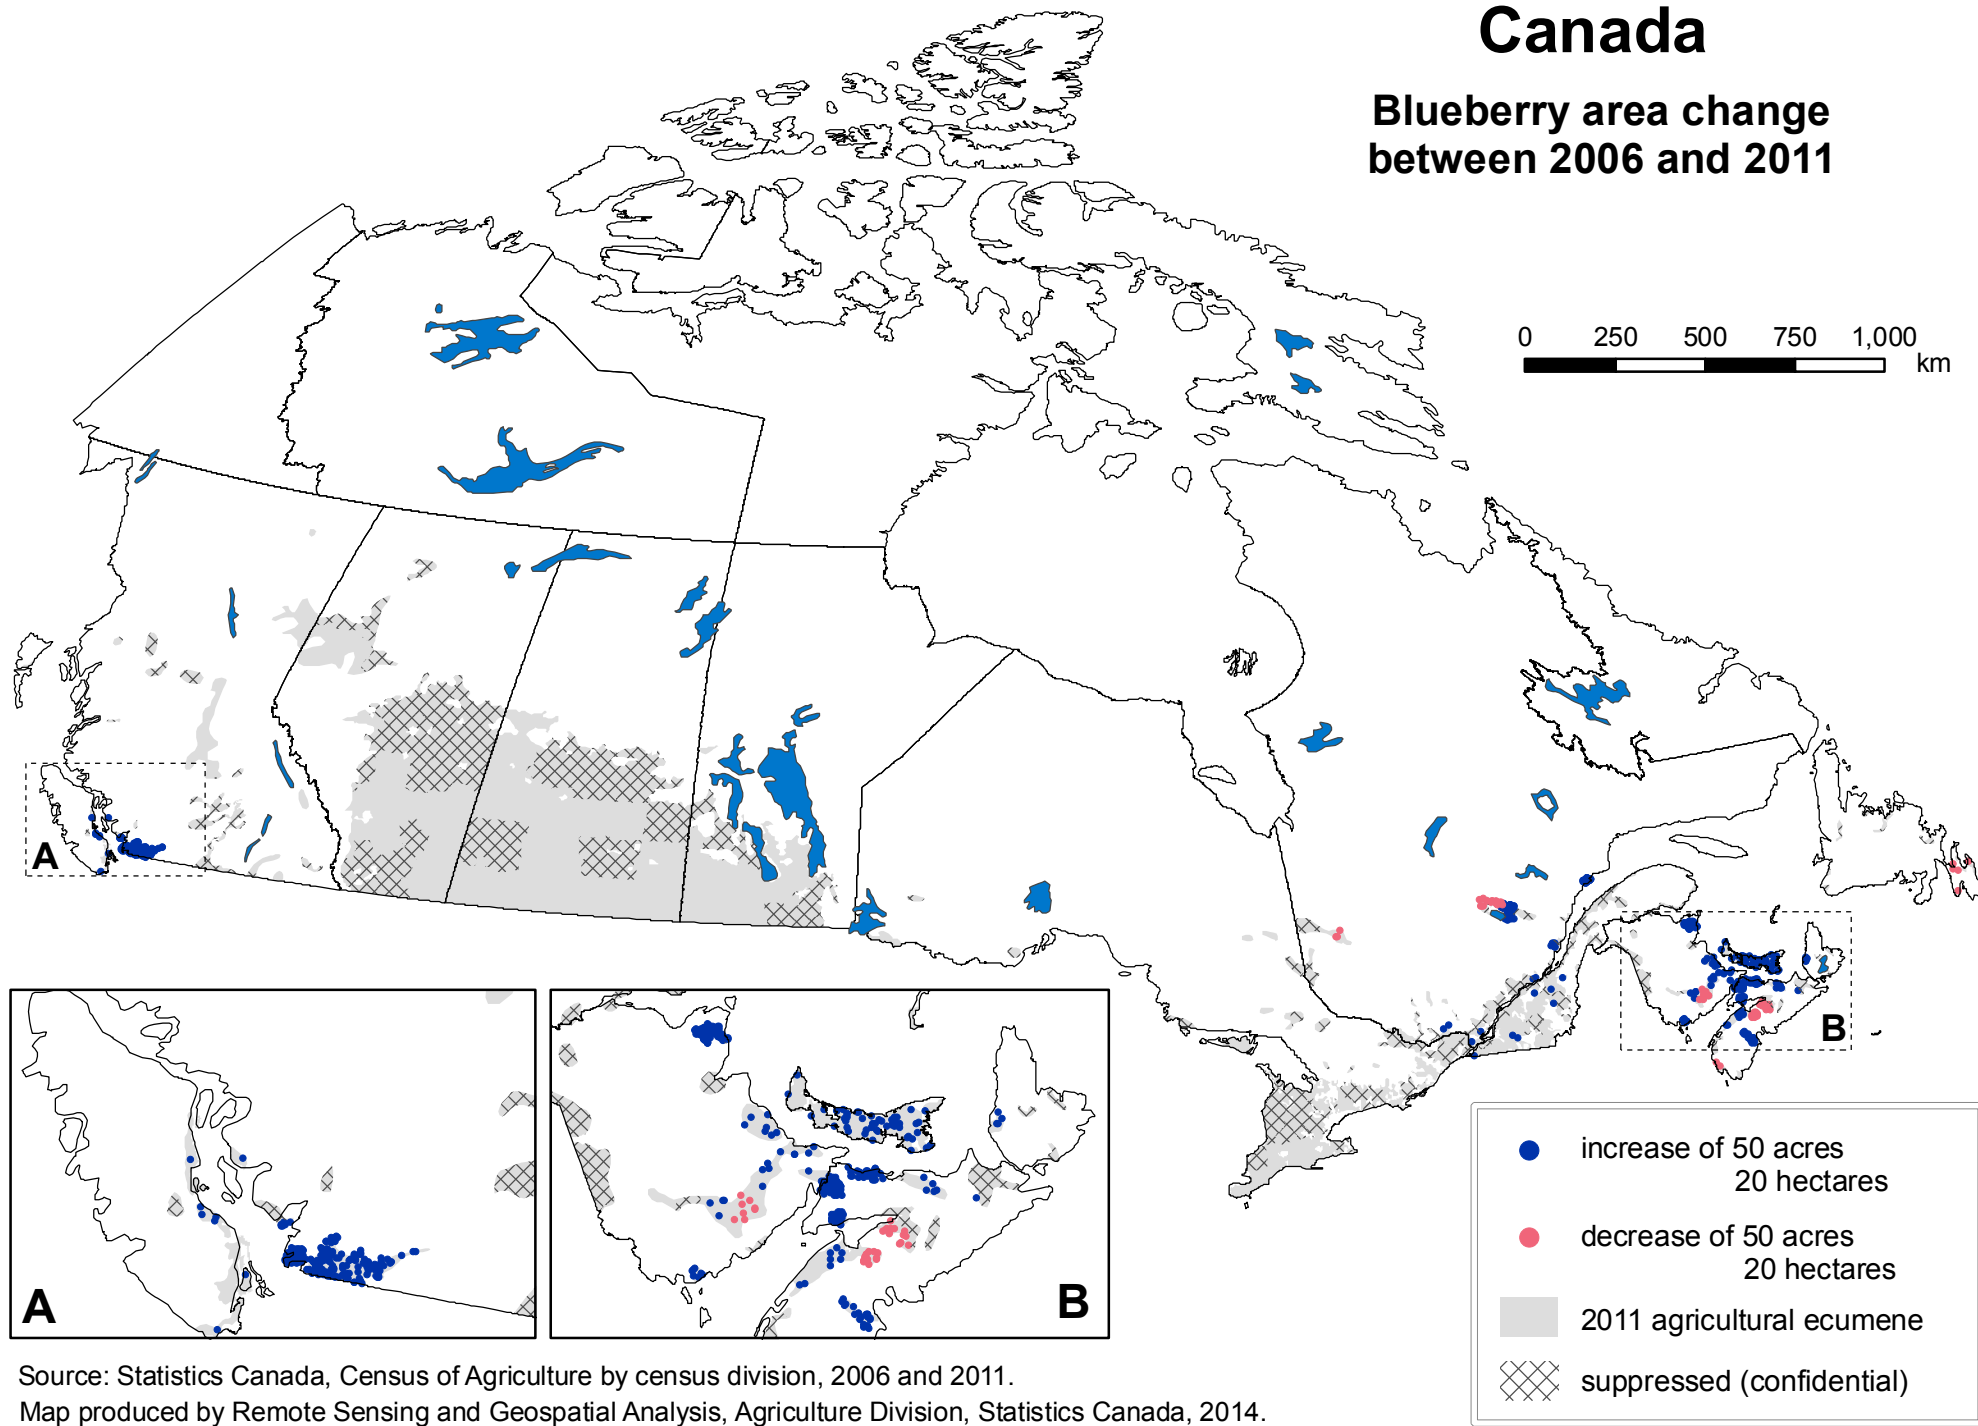 Canada
Blueberry area change
between 2006 and 2011
0 250 500 750 1,000
km
A
B
A
B
increase of 50 acres
20 hectares
decrease of 50 acres
20 hectares
2011 agricultural ecumene
suppressed (confidential)
Source: Statistics Canada, Census of Agriculture by census division, 2006 and 2011.
Map produced by Remote Sensing and Geospatial Analysis, Agriculture Division, Statistics Canada, 2014.